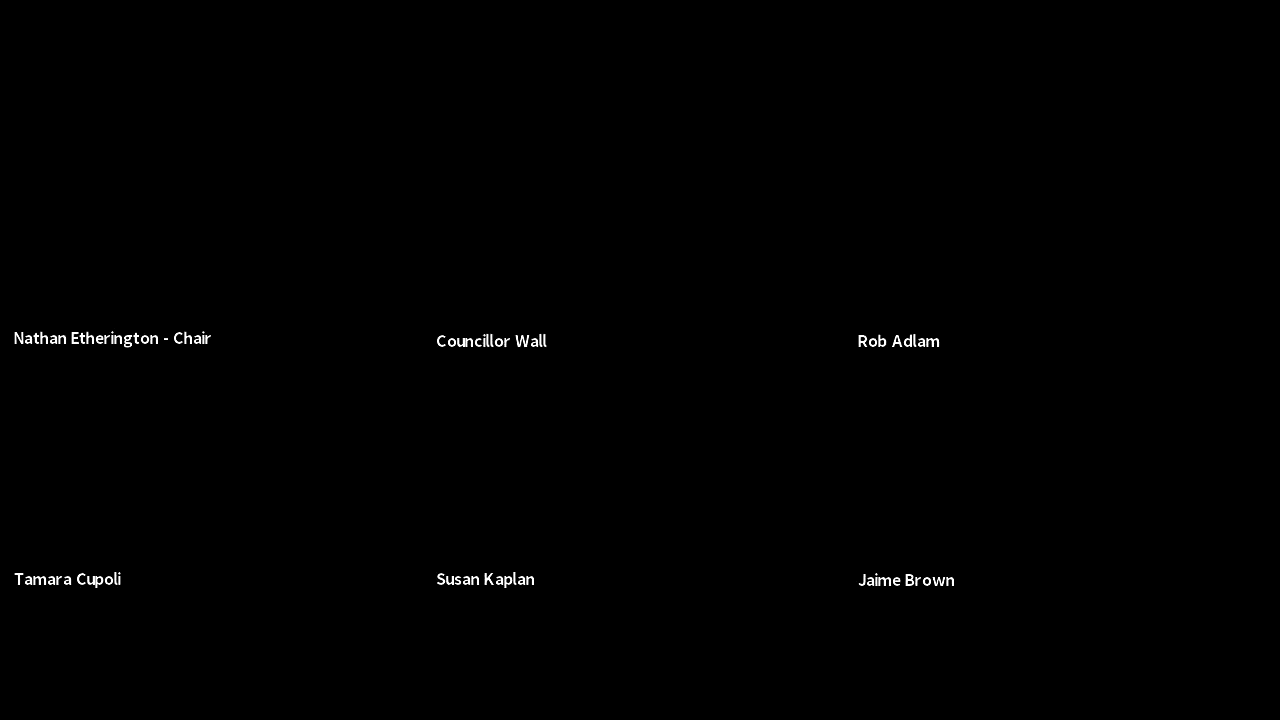 Nathan Etherington - Chair
Councillor Wall
Rob Adlam
Tamara Cupoli
Susan Kaplan
Jaime Brown